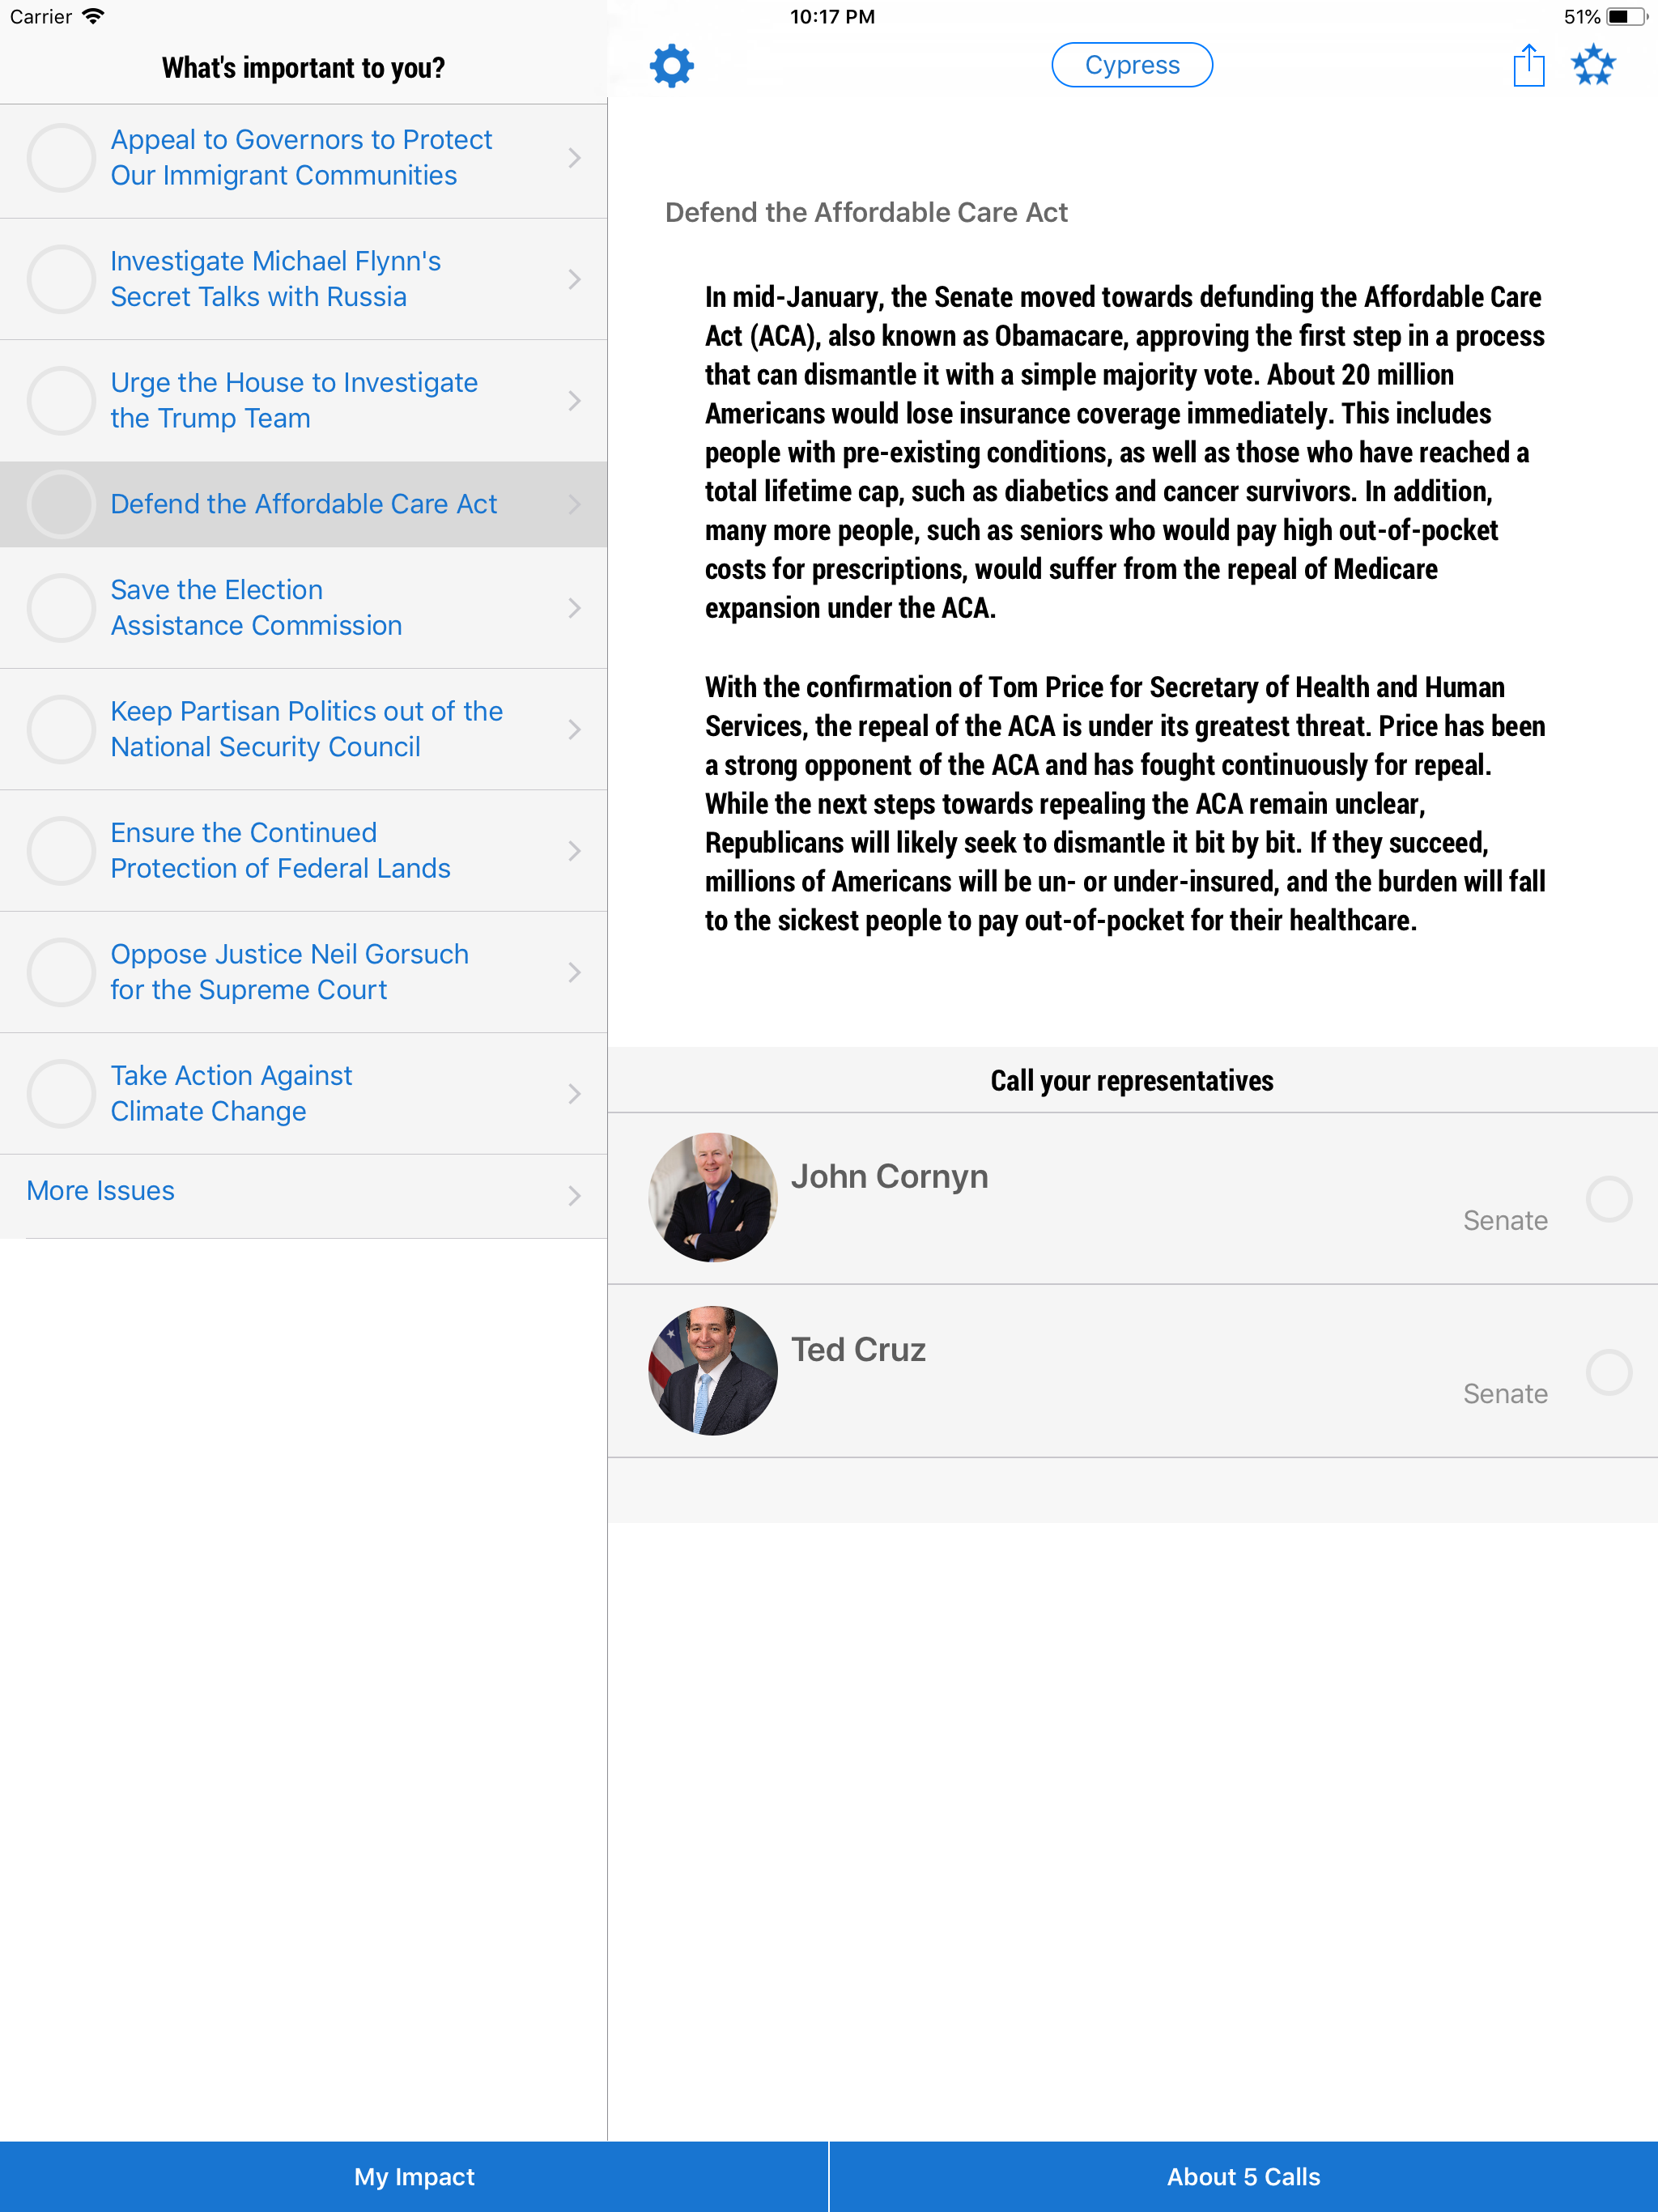 Carrier
10:17 PM
51%
What's important to you?
Appeal to Governors to Protect
Our Immigrant Communities
Investigate Michael Flynn's
Secret Talks with Russia
Urge the House to Investigate
the Trump Team
Defend the Affordable Care Act
Save the Election
Assistance Commission
Keep Partisan Politics out of the
National Security Council
Ensure the Continued
Protection of Federal Lands
Oppose Justice Neil Gorsuch
for the Supreme Court
Take Action Against
Climate Change
More Issues
Cypress
Defend the Affordable Care Act
In mid-January, the Senate moved towards defunding the Affordable Care
Act (ACA), also known as Obamacare, approving the first step in a process
that can dismantle it with a simple majority vote. About 20 million
Americans would lose insurance coverage immediately. This includes
people with pre-existing conditions, as well as those who have reached a
total lifetime cap, such as diabetics and cancer survivors. In addition,
many more people, such as seniors who would pay high out-of-pocket
costs for prescriptions, would suffer from the repeal of Medicare
expansion under the ACA.
With the confirmation of Tom Price for Secretary of Health and Human
Services, the repeal of the ACA is under its greatest threat. Price has been
a strong opponent of the ACA and has fought continuously for repeal.
While the next steps towards repealing the ACA remain unclear,
Republicans will likely seek to dismantle it bit by bit. If they succeed,
millions of Americans will be un- or under-insured, and the burden will fall
to the sickest people to pay out-of-pocket for their healthcare.
Call your representatives
John Cornyn
Senate
Ted Cruz
Senate
My Impact
About 5 Calls